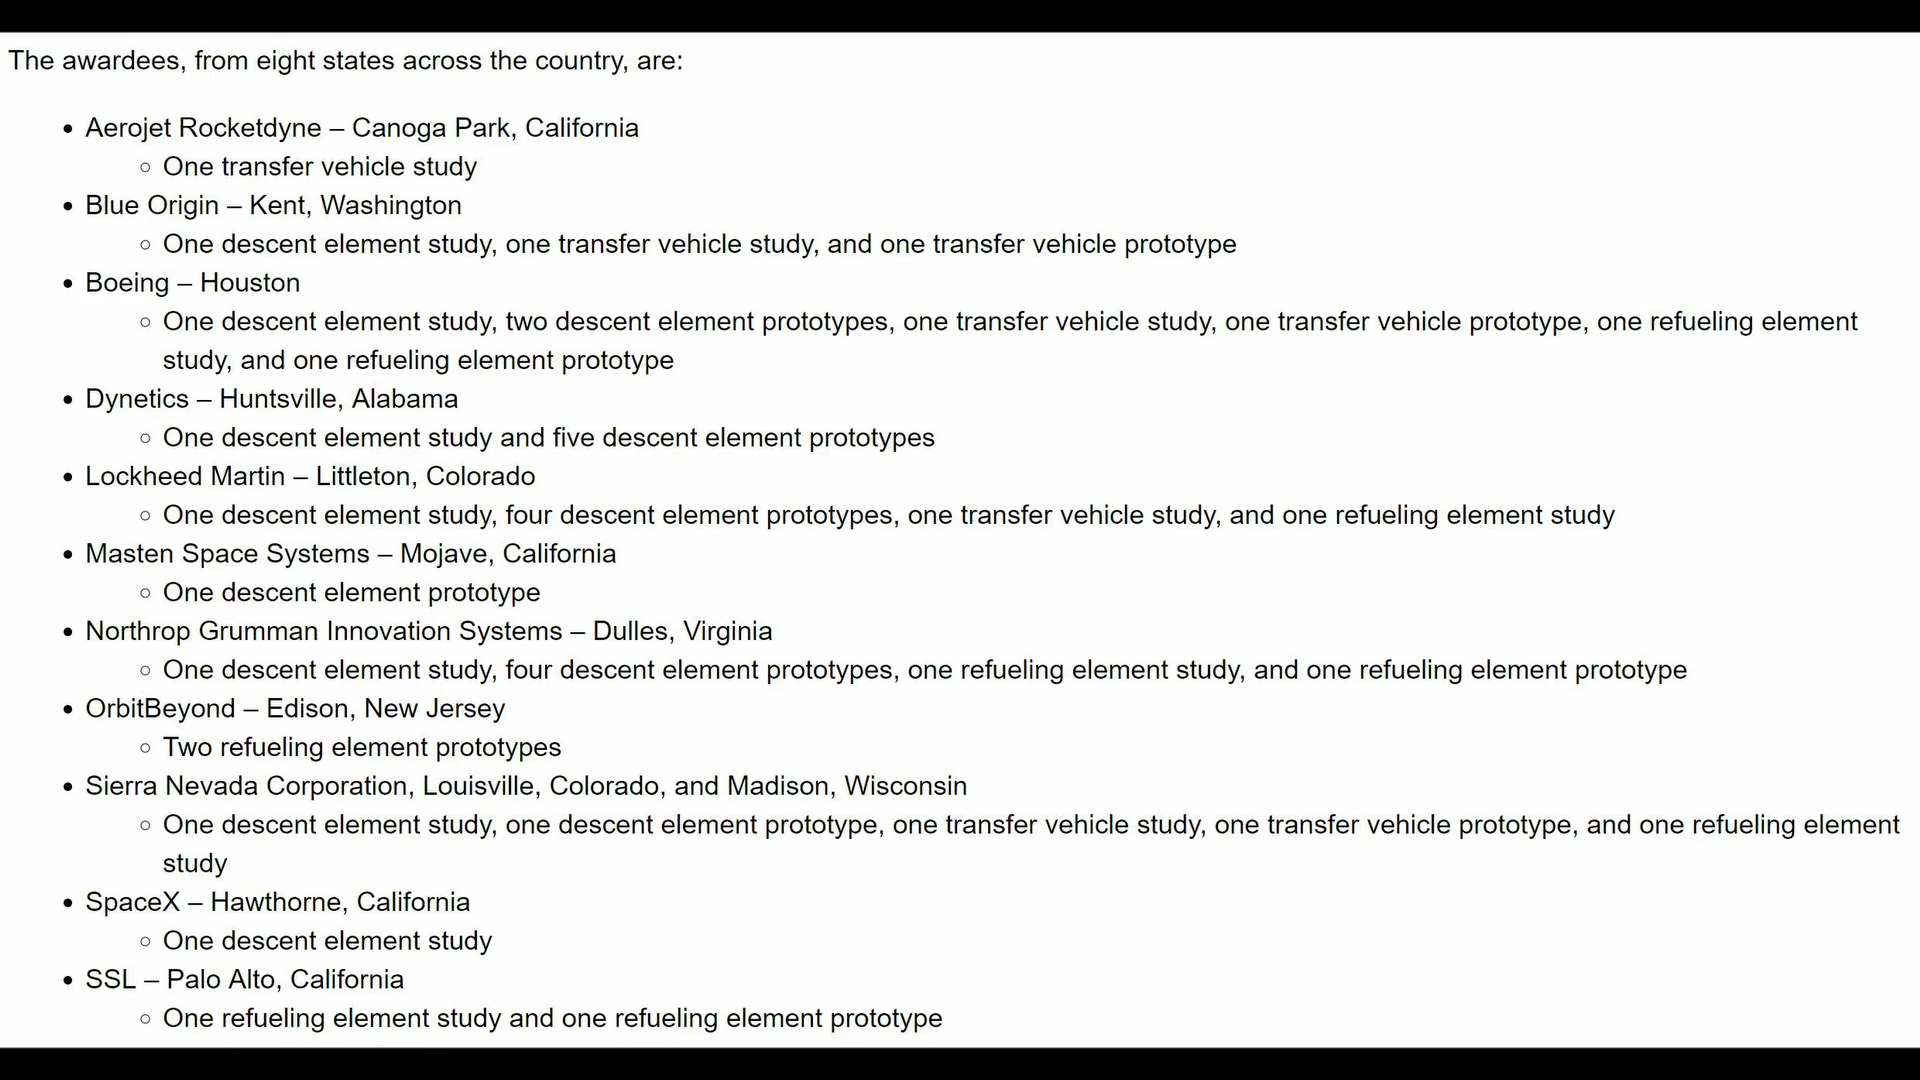 The awardees, from eight states across the country, are:
• Aerojet Rocketdyne – Canoga Park, California
○ One transfer vehicle study
• Blue Origin – Kent, Washington
○ One descent element study, one transfer vehicle study, and one transfer vehicle prototype
• Boeing – Houston
○ One descent element study, two descent element prototypes, one transfer vehicle study, one transfer vehicle prototype, one refueling element
study, and one refueling element prototype
• Dynetics – Huntsville, Alabama
○ One descent element study and five descent element prototypes
• Lockheed Martin – Littleton, Colorado
○ One descent element study, four descent element prototypes, one transfer vehicle study, and one refueling element study
• Masten Space Systems – Mojave, California
○ One descent element prototype
• Northrop Grumman Innovation Systems – Dulles, Virginia
○ One descent element study, four descent element prototypes, one refueling element study, and one refueling element prototype
• OrbitBeyond – Edison, New Jersey
○ Two refueling element prototypes
• Sierra Nevada Corporation, Louisville, Colorado, and Madison, Wisconsin
○ One descent element study, one descent element prototype, one transfer vehicle study, one transfer vehicle prototype, and one refueling element
study
• SpaceX – Hawthorne, California
○ One descent element study
• SSL – Palo Alto, California
○ One refueling element study and one refueling element prototype